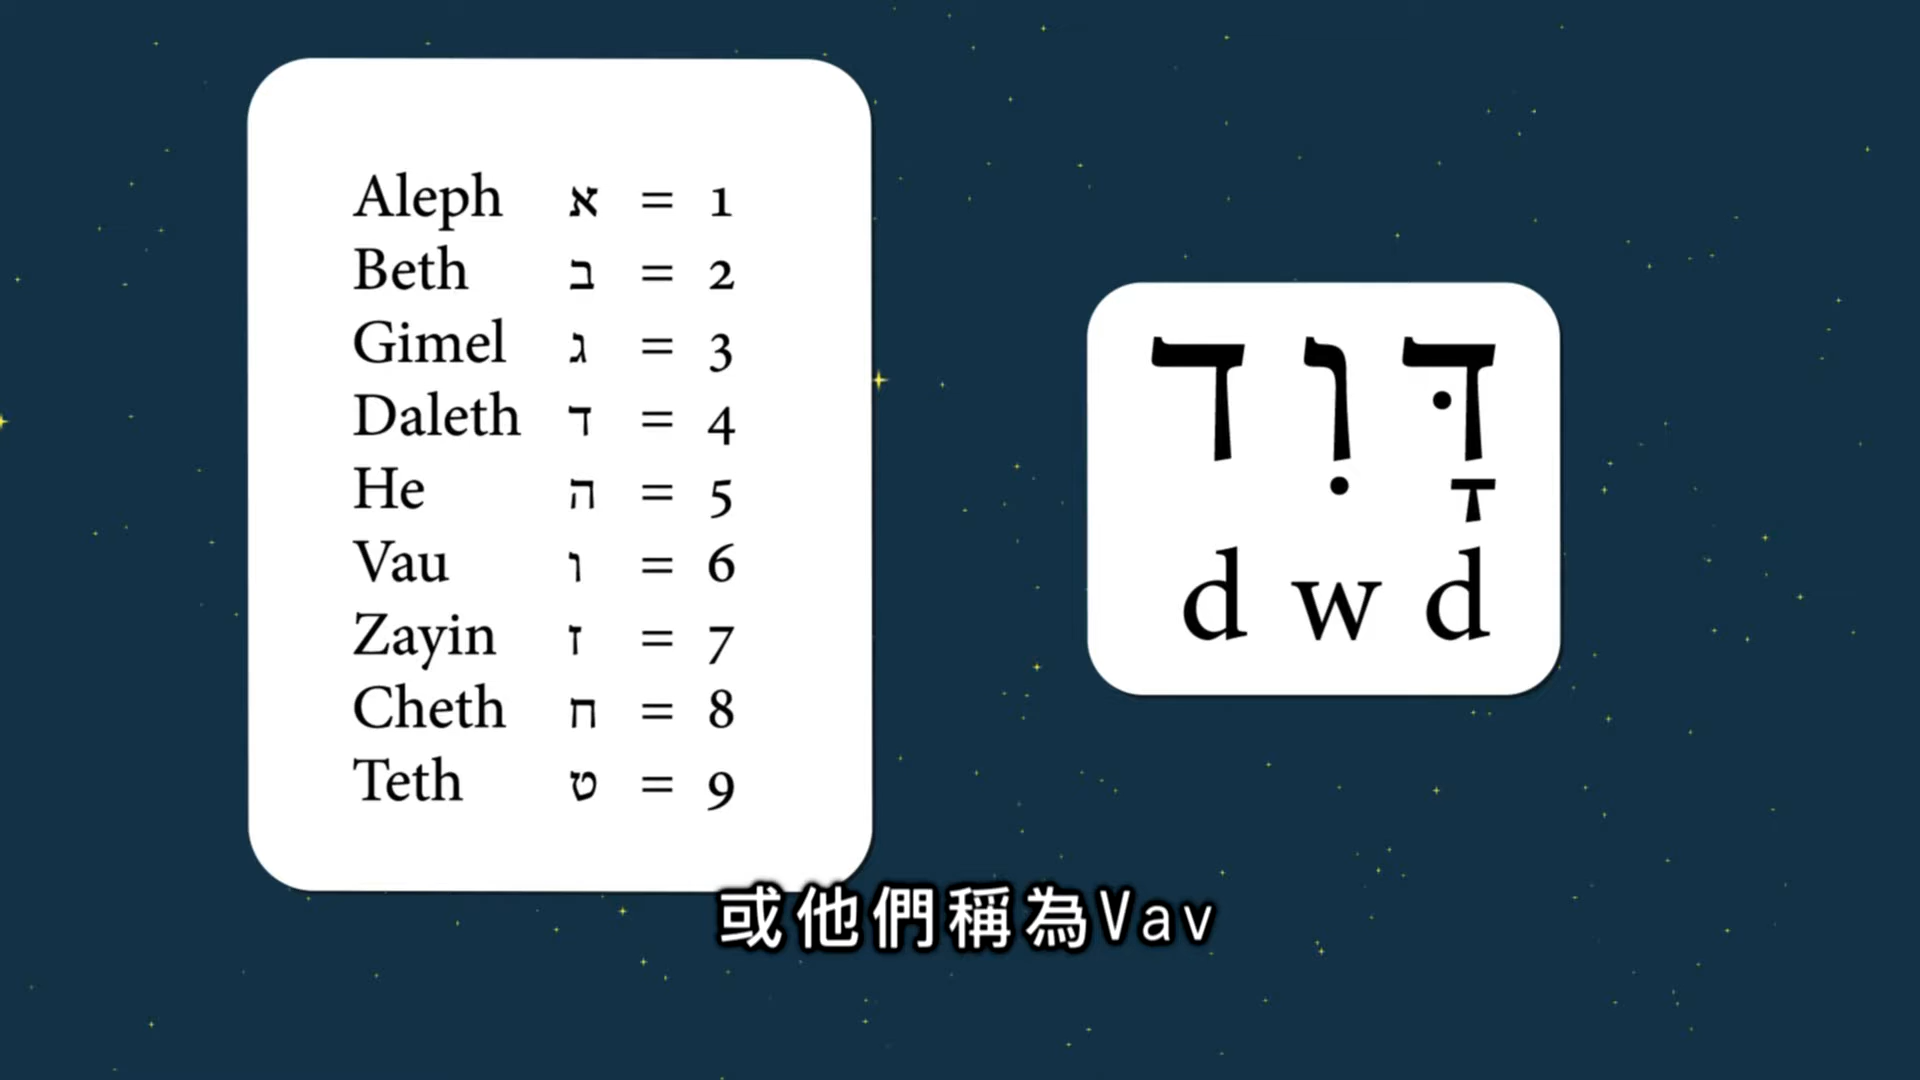 Aleph א = 1
Beth ב = 2
Gimel ג = 3
Daleth ד = 4
He ה = 5
Vau ו = 6
Zayin ז = 7
Cheth ח = 8
Teth ט = 9
דָּוִד
d w d
或他們稱為Vav